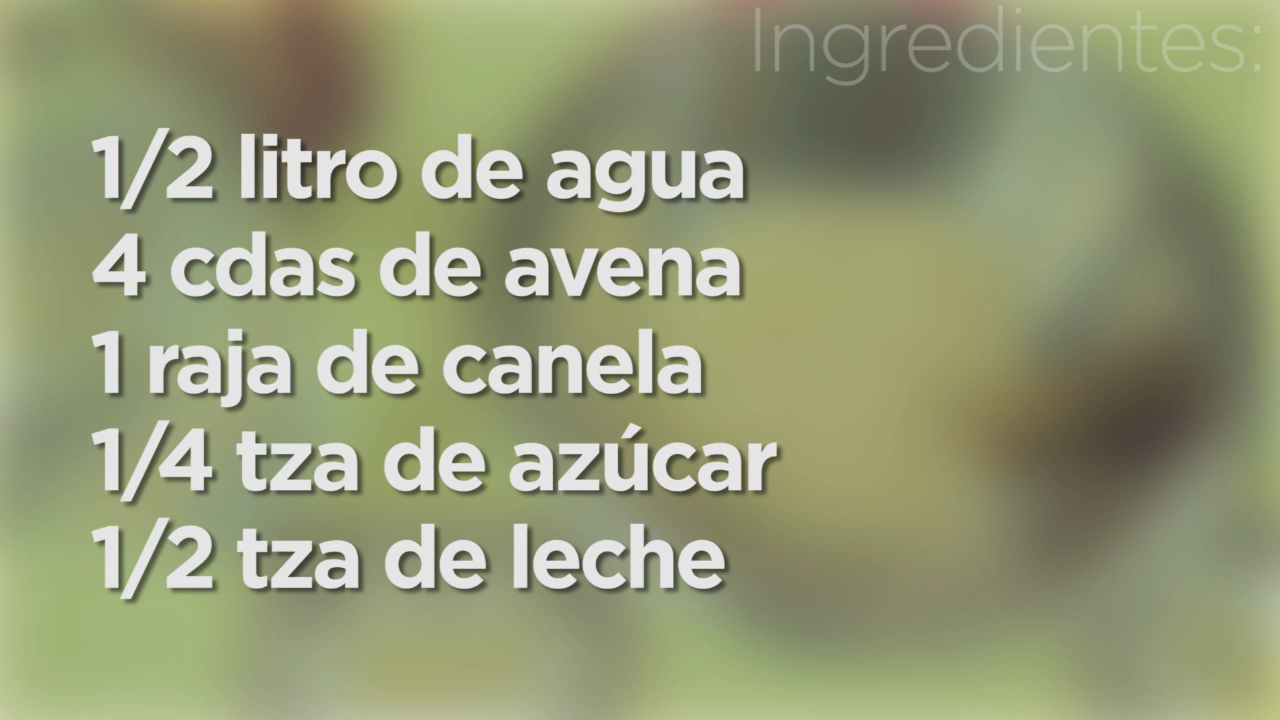 Ingredientes:
1/2 litro de agua
4 cdas de avena
1 raja de canela
1/4 tza de azúcar
1/2 tza de leche